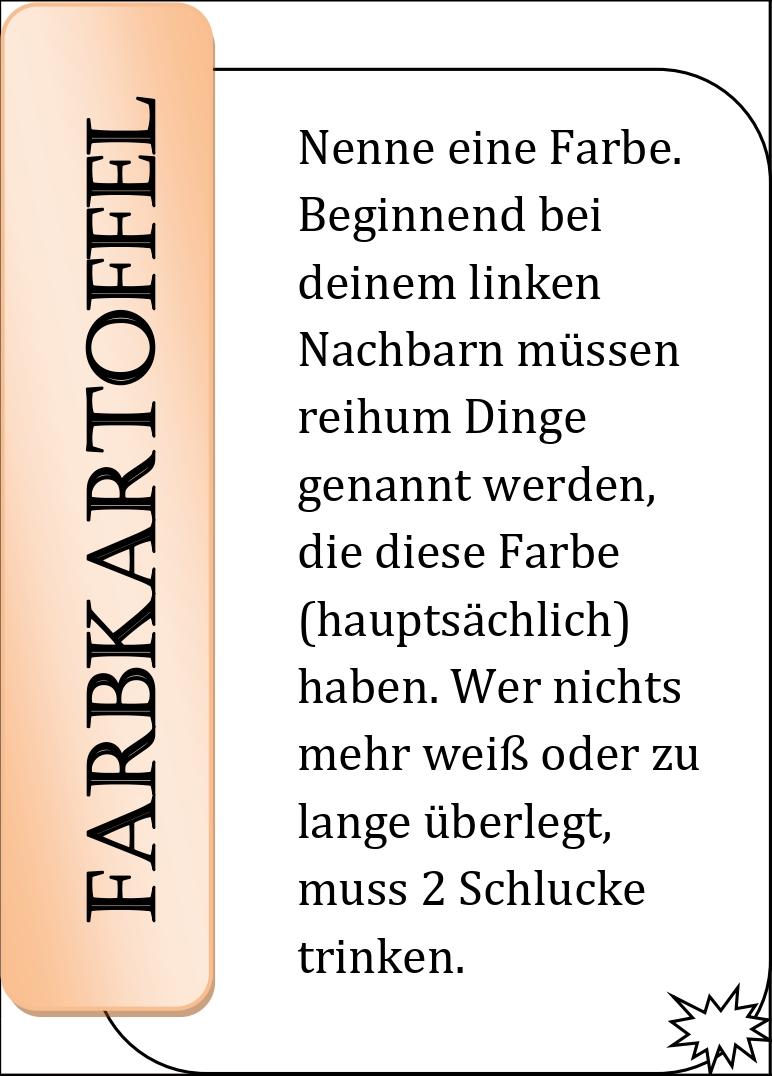 FARBKARTOFFEL
Nenne eine Farbe.
Beginnend bei
deinem linken
Nachbarn müssen
reihum Dinge
genannt werden,
die diese Farbe
(hauptsächlich)
haben. Wer nichts
mehr weiß oder zu
lange überlegt,
muss 2 Schlucke
trinken.